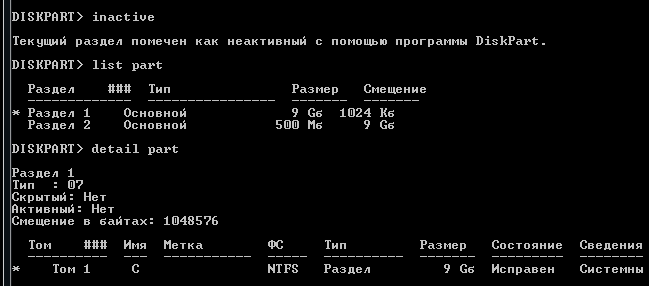 DISKPART> inactive
Текущий раздел помечен как неактивный с помощью программы DiskPart.
DISKPART> list part
Раздел ### Тип Размер Смещение
------------- ---------------- ------- -------
* Раздел 1 Основной 9 Gб 1024 Kб
Раздел 2 Основной 500 Mб 9 Gб
DISKPART> detail part
Раздел 1
Тип : 07
Скрытый: Нет
Активный: Нет
Смещение в байтах: 1048576
Том ### Имя Метка ФС Тип Размер Состояние Сведения
---------- --- ----------- ----- ---------- ------- --------- --------
* Том 1 C NTFS Раздел 9 Gб Исправен Системны